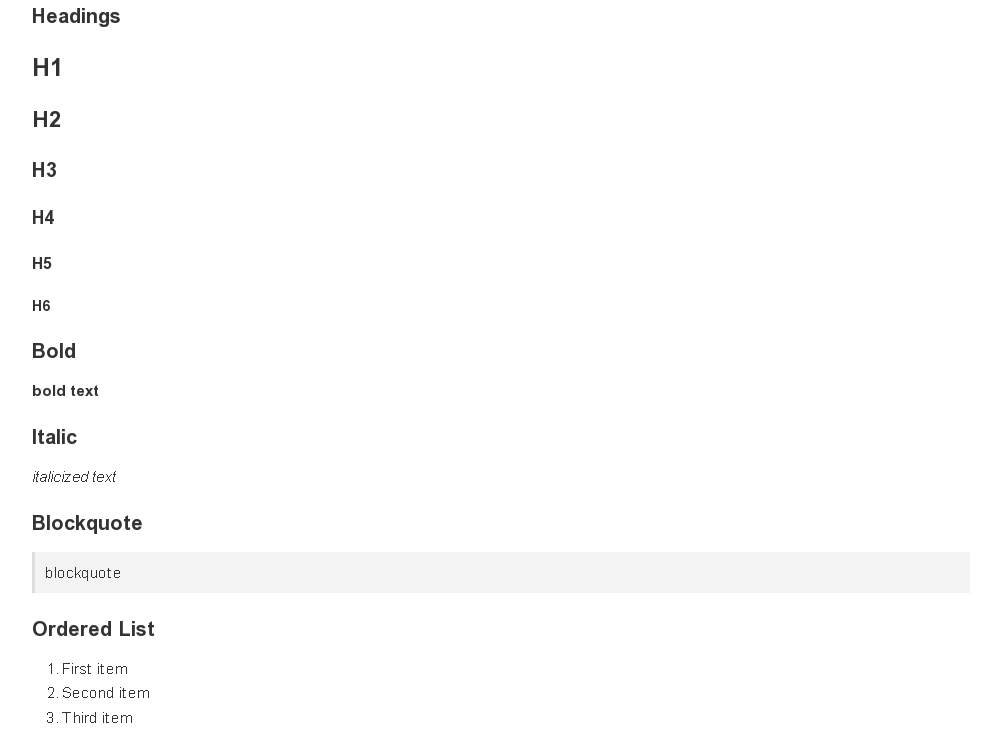 Headings
H1
H2
H3
H4
H5
H6
Bold
bold text
Italic
italicized text
Blockquote
blockquote
Ordered List
1. First item
2. Second item
3. Third item